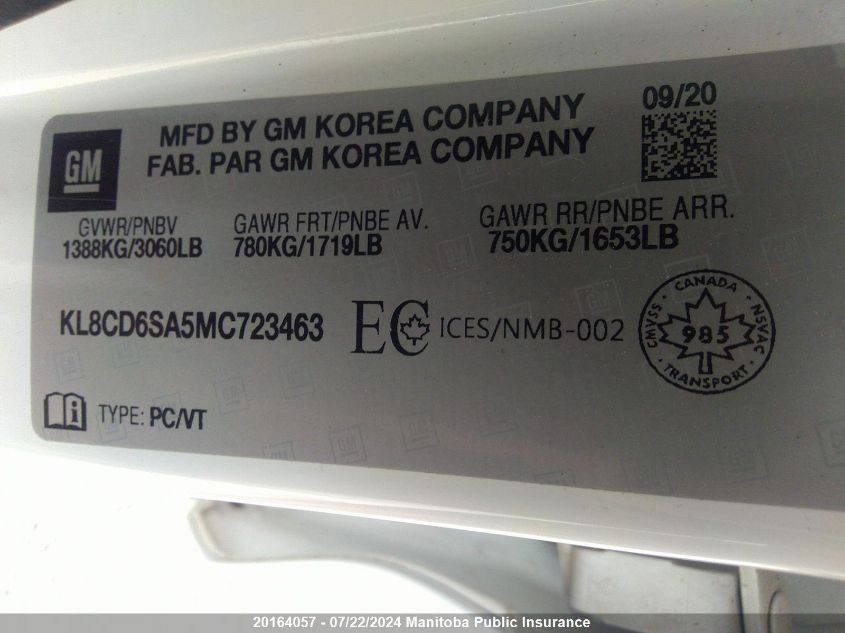 GM
MFD BY GM KOREA COMPANY
FAB. PAR GM KOREA COMPANY
09/20
GVWR/PNBV
1388KG/3060LB
GAWR FRT/PNBE AV.
780KG/1719LB
GAWR RR/PNBE ARR.
750KG/1653LB
KL8CD6SA5MC723463
EC ICES/NMB-002
CANADA
CMVSS 985 NSVAC
TRANSPORT
TYPE: PC/VT
20164057 - 07/22/2024 Manitoba Public Insurance